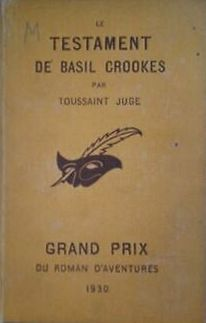 M
LE
TESTAMENT
DE BASIL CROOKES
PAR
TOUSSAINT JUGE
GRAND PRIX
DU ROMAN D'AVENTURES
1930